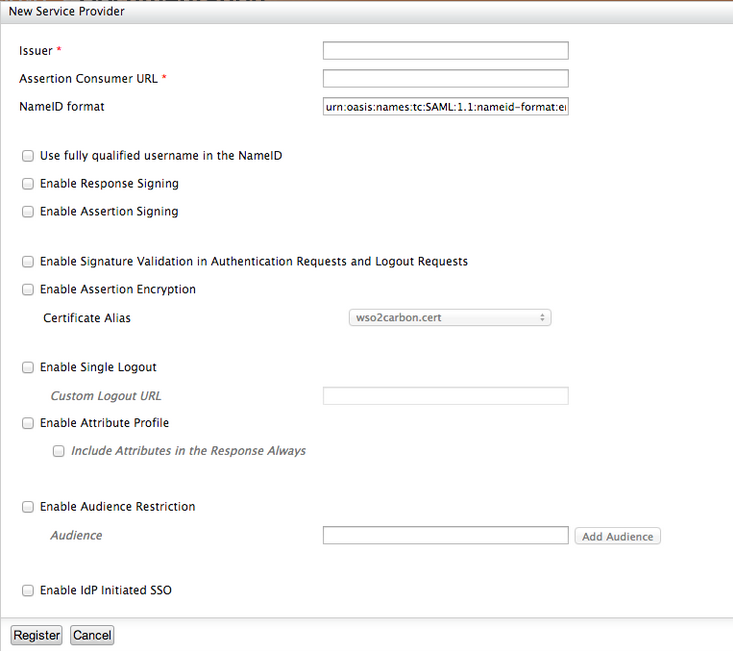 New Service Provider
Issuer *
Assertion Consumer URL *
NameID format urn:oasis:names:tc:SAML:1.1:nameid-format:e
Use fully qualified username in the NameID
Enable Response Signing
Enable Assertion Signing
Enable Signature Validation in Authentication Requests and Logout Requests
Enable Assertion Encryption
Certificate Alias wso2carbon.cert
Enable Single Logout
Custom Logout URL
Enable Attribute Profile
Include Attributes in the Response Always
Enable Audience Restriction
Audience Add Audience
Enable IdP Initiated SSO
Register Cancel